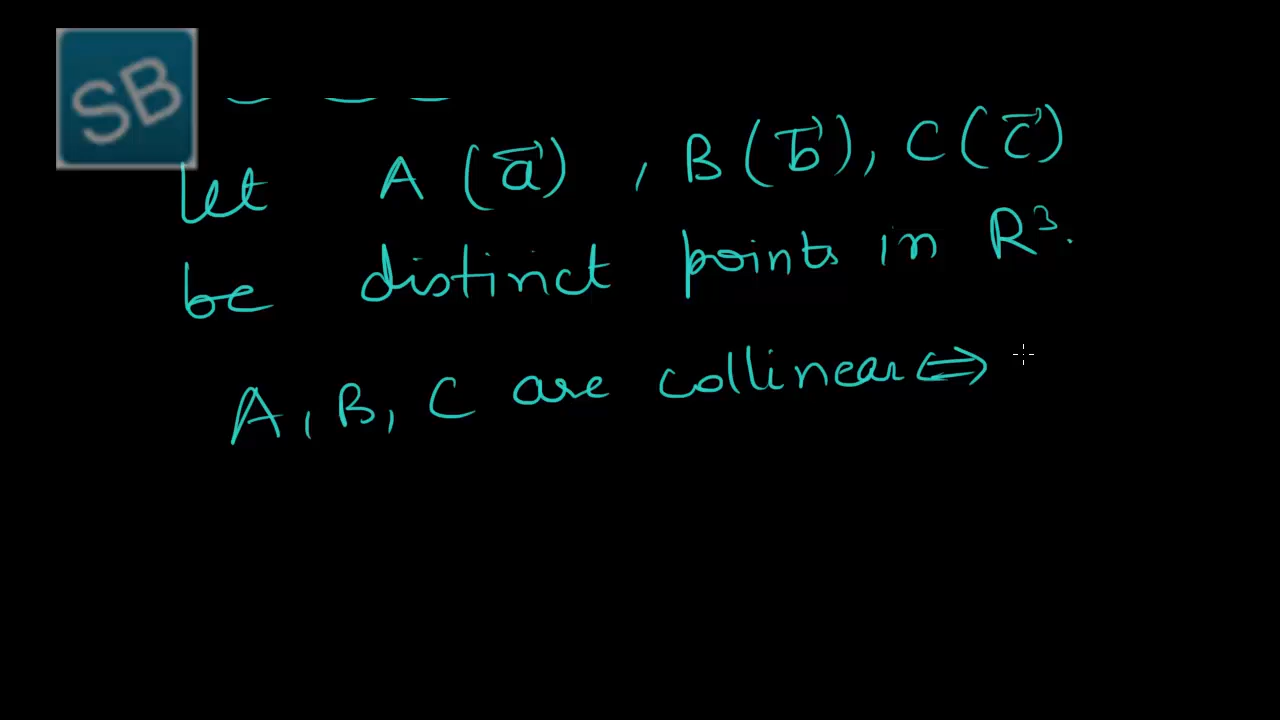 SB
Let A (a⃗) , B (b⃗), C (c⃗)
be distinct points in R³.
A, B, C are collinear ⇔